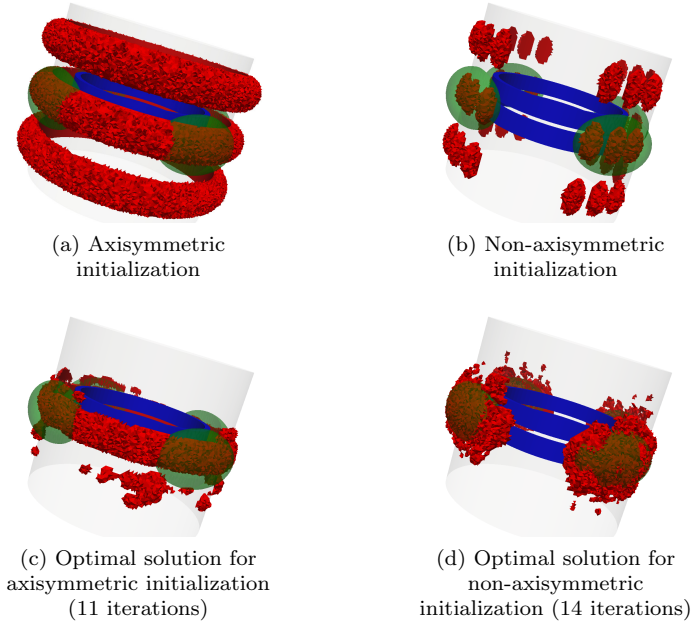 (a) Axisymmetric
initialization
(b) Non-axisymmetric
initialization
(c) Optimal solution for
axisymmetric initialization
(11 iterations)
(d) Optimal solution for
non-axisymmetric
initialization (14 iterations)